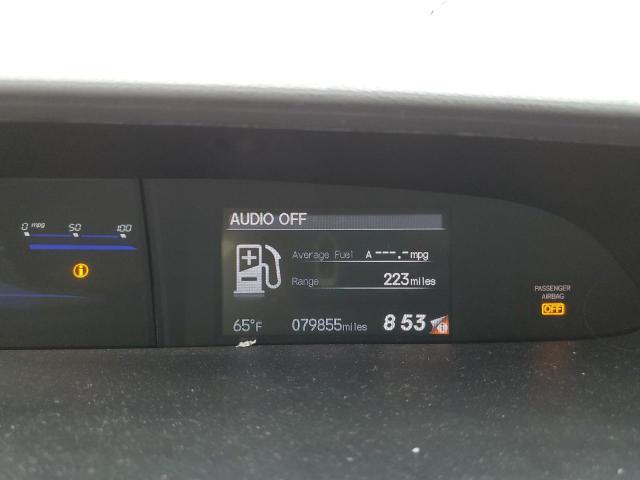 0 mpg 50 100
AUDIO OFF
Average Fuel A ---.- mpg
Range 223 miles
65°F 079855 miles 8 53
PASSENGER
AIRBAG
OFF